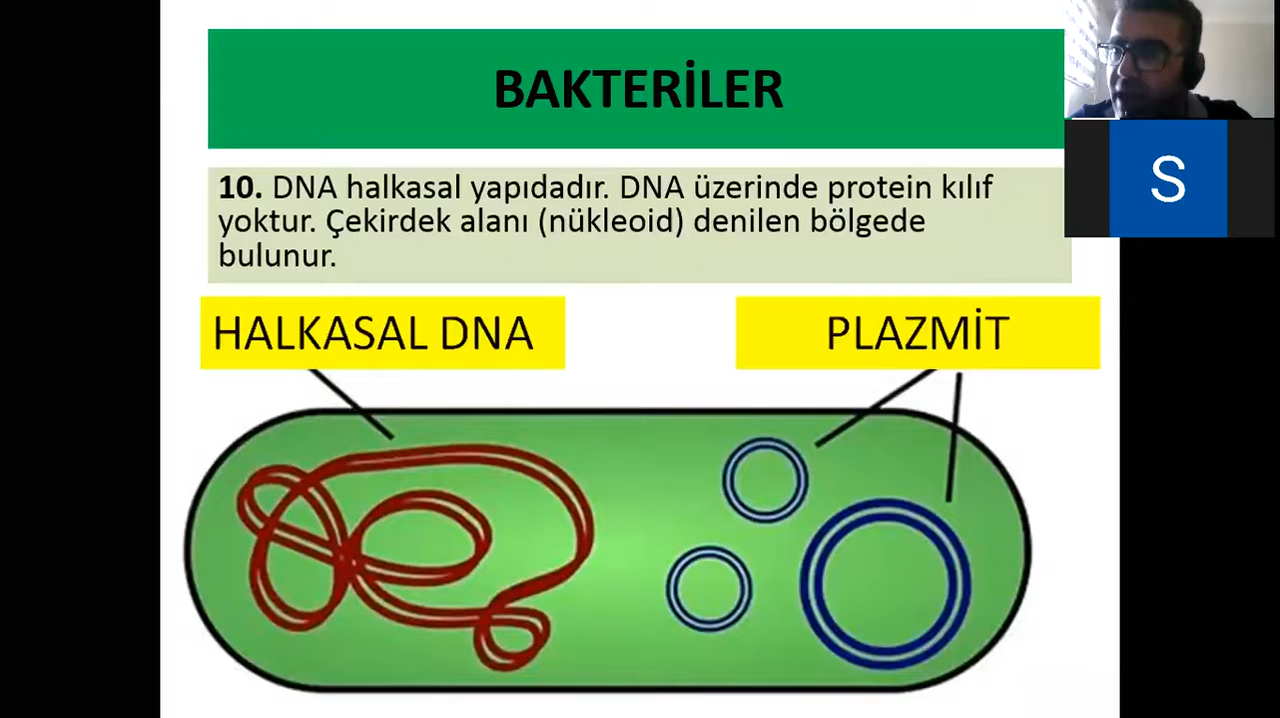 BAKTERİLER
10. DNA halkasal yapıdadır. DNA üzerinde protein kılıf
yoktur. Çekirdek alanı (nükleoid) denilen bölgede
bulunur.
HALKASAL DNA
PLAZMİT
S